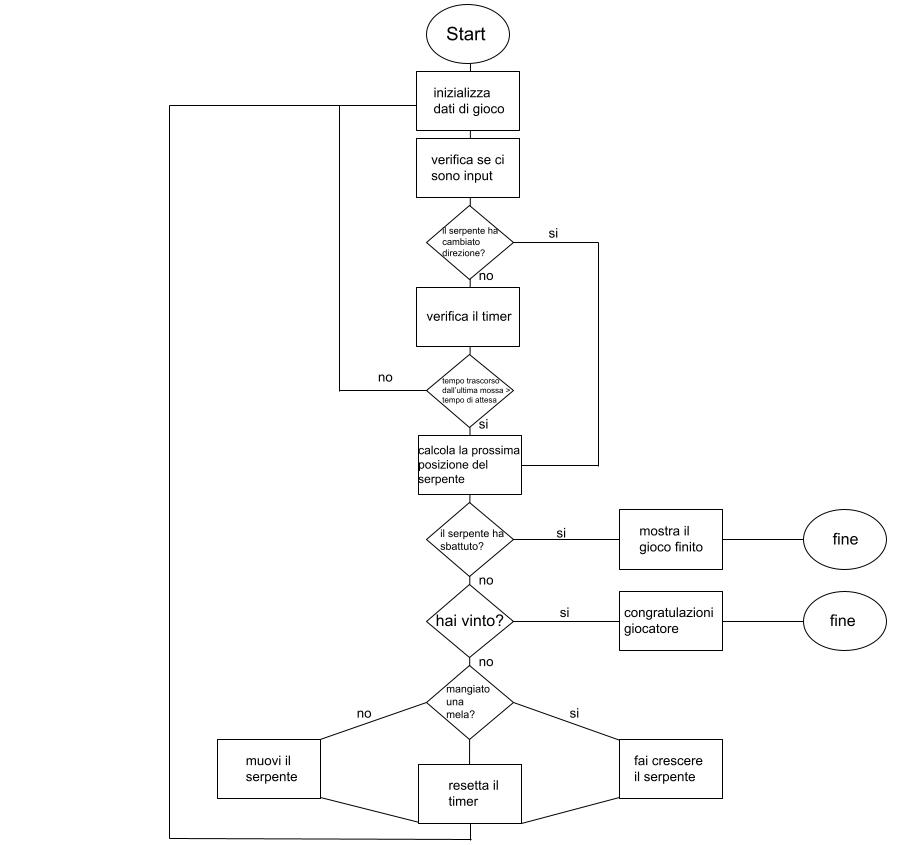 Start
inizializza
dati di gioco
verifica se ci
sono input
il serpente ha
cambiato
direzione?
si
no
verifica il timer
tempo trascorso
dall'ultima mossa >
tempo di attesa
no
si
calcola la prossima
posizione del
serpente
il serpente ha
sbattuto?
si
mostra il
gioco finito
fine
no
hai vinto?
si
congratulazioni
giocatore
fine
no
mangiato
una
mela?
no
si
muovi il
serpente
resetta il
timer
fai crescere
il serpente